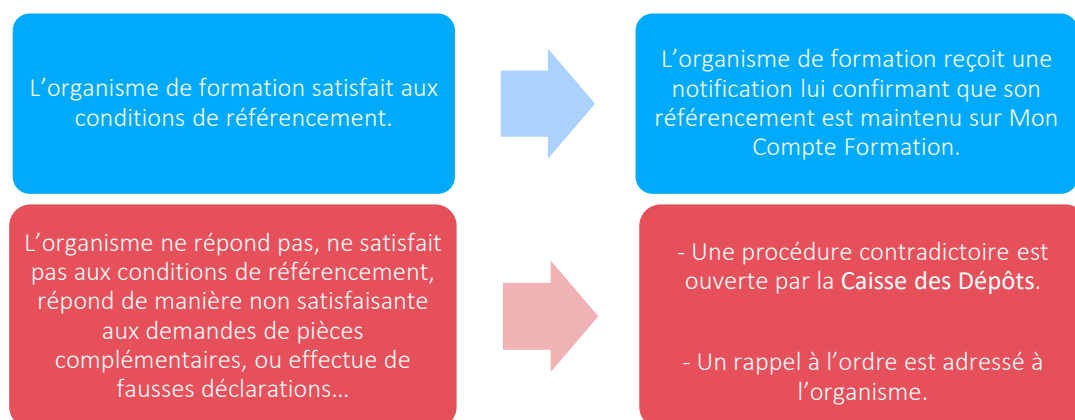 L’organisme de formation satisfait aux
conditions de référencement.
L’organisme de formation reçoit une
notification lui confirmant que son
référencement est maintenu sur Mon
Compte Formation.
L’organisme ne répond pas, ne satisfait
pas aux conditions de référencement,
répond de manière non satisfaisante
aux demandes de pièces
complémentaires, ou effectue de
fausses déclarations…
- Une procédure contradictoire est
ouverte par la Caisse des Dépôts.
- Un rappel à l’ordre est adressé à
l’organisme.